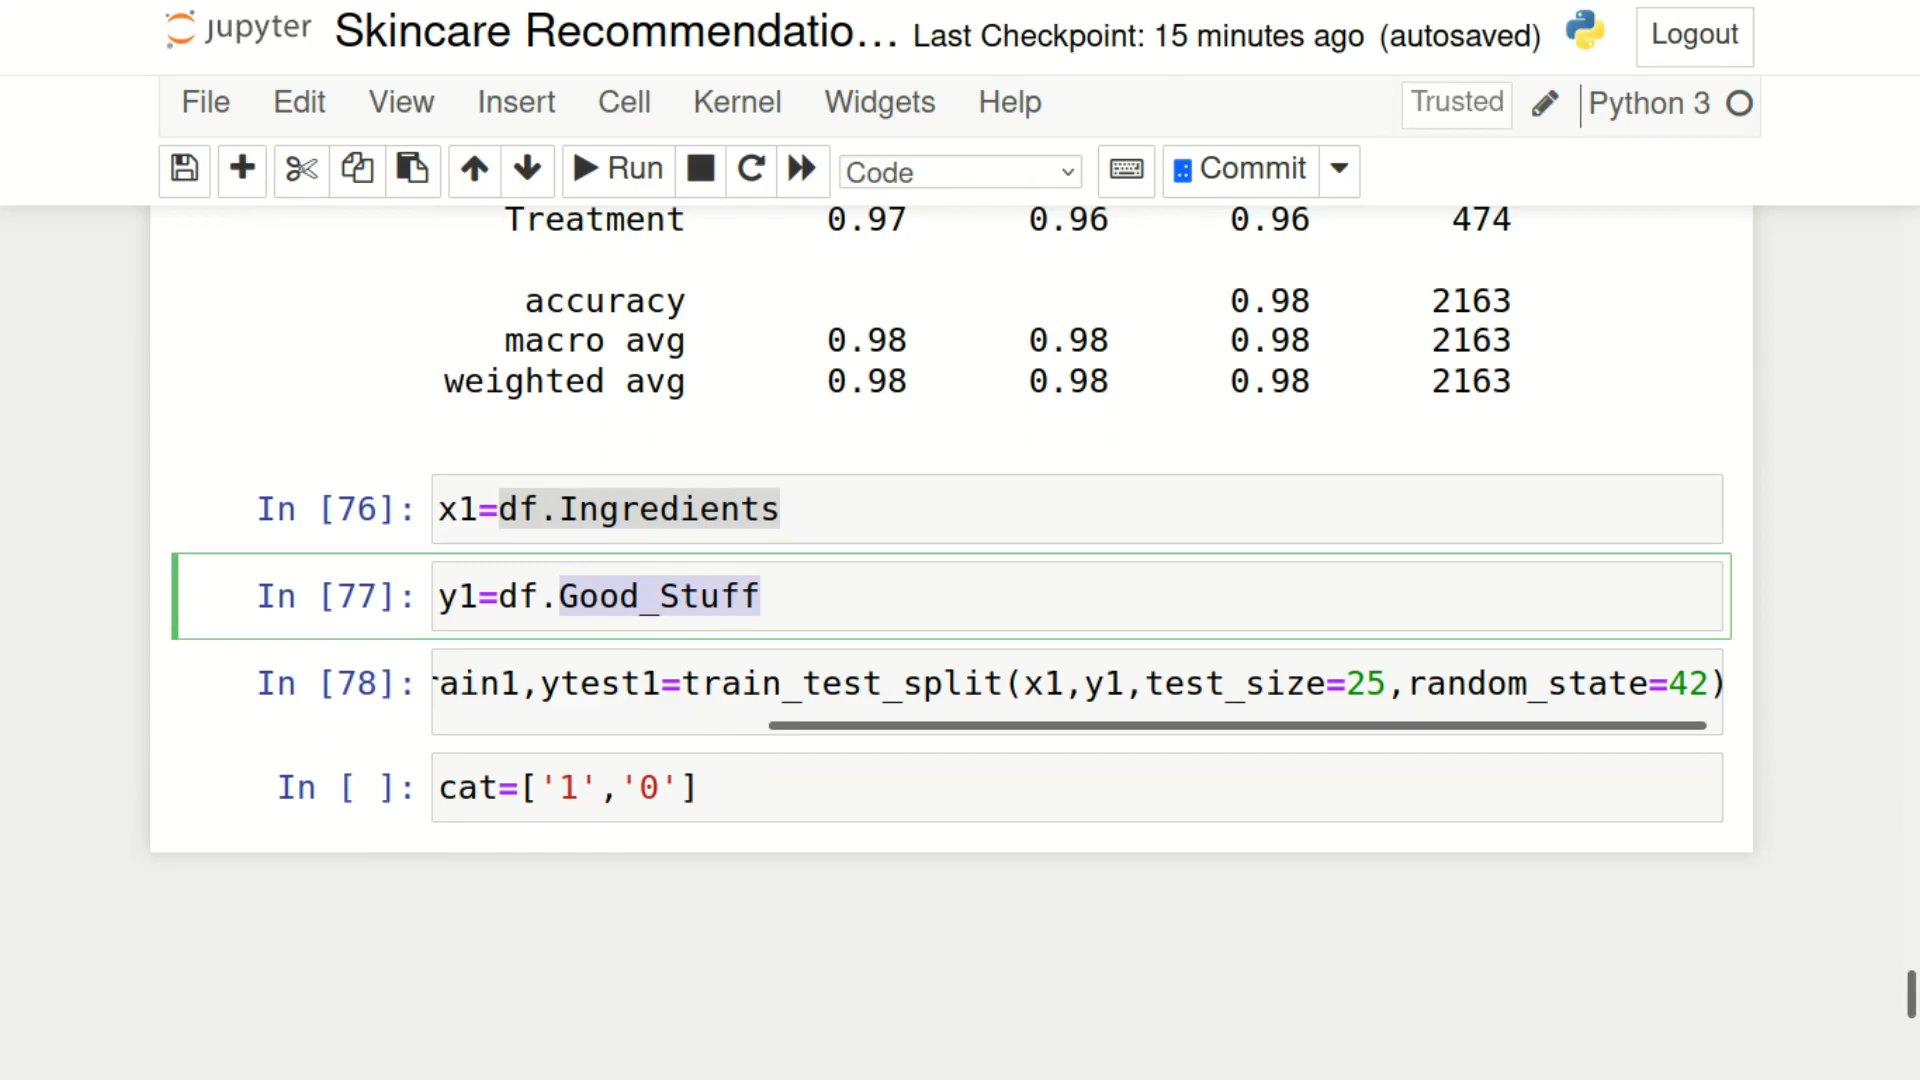 jupyter Skincare Recommendatio... Last Checkpoint: 15 minutes ago (autosaved) Logout
File Edit View Insert Cell Kernel Widgets Help Trusted Python 3
Run Code Commit
Treatment 0.97 0.96 0.96 474
accuracy 0.98 2163
macro avg 0.98 0.98 0.98 2163
weighted avg 0.98 0.98 0.98 2163
In [76]: x1=df.Ingredients
In [77]: y1=df.Good_Stuff
In [78]: rain1,ytest1=train_test_split(x1,y1,test_size=25,random_state=42)
In [ ]: cat=['1','0']